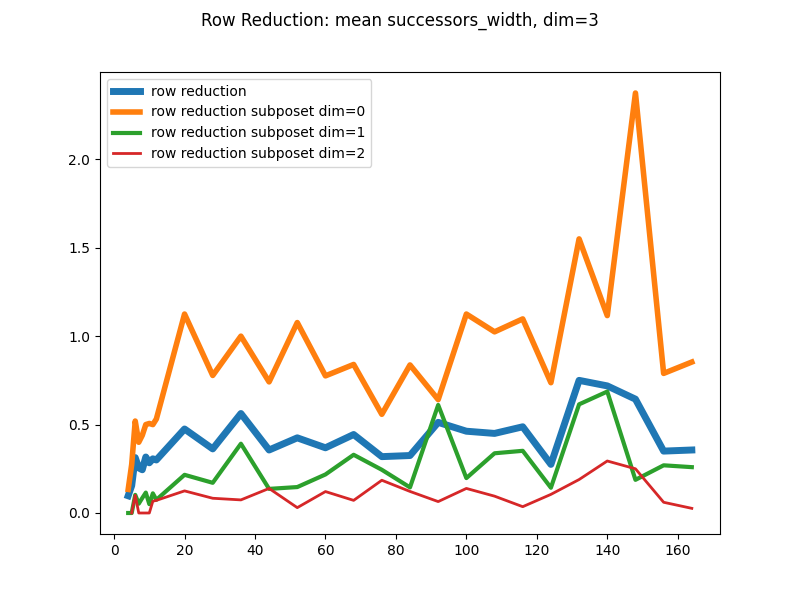 Row Reduction: mean successors_width, dim=3
row reduction
row reduction subposet dim=0
row reduction subposet dim=1
row reduction subposet dim=2
2.0
1.5
1.0
0.5
0.0
0 20 40 60 80 100 120 140 160